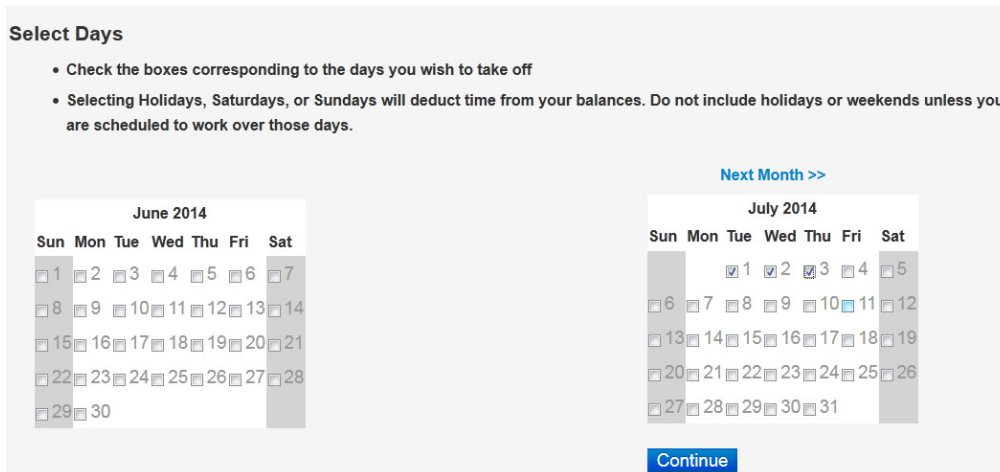 Select Days
• Check the boxes corresponding to the days you wish to take off
• Selecting Holidays, Saturdays, or Sundays will deduct time from your balances. Do not include holidays or weekends unless you
are scheduled to work over those days.
June 2014
Sun Mon Tue Wed Thu Fri Sat
1 2 3 4 5 6 7
8 9 10 11 12 13 14
15 16 17 18 19 20 21
22 23 24 25 26 27 28
29 30
Next Month >>
July 2014
Sun Mon Tue Wed Thu Fri Sat
1 2 3 4 5
6 7 8 9 10 11 12
13 14 15 16 17 18 19
20 21 22 23 24 25 26
27 28 29 30 31
Continue